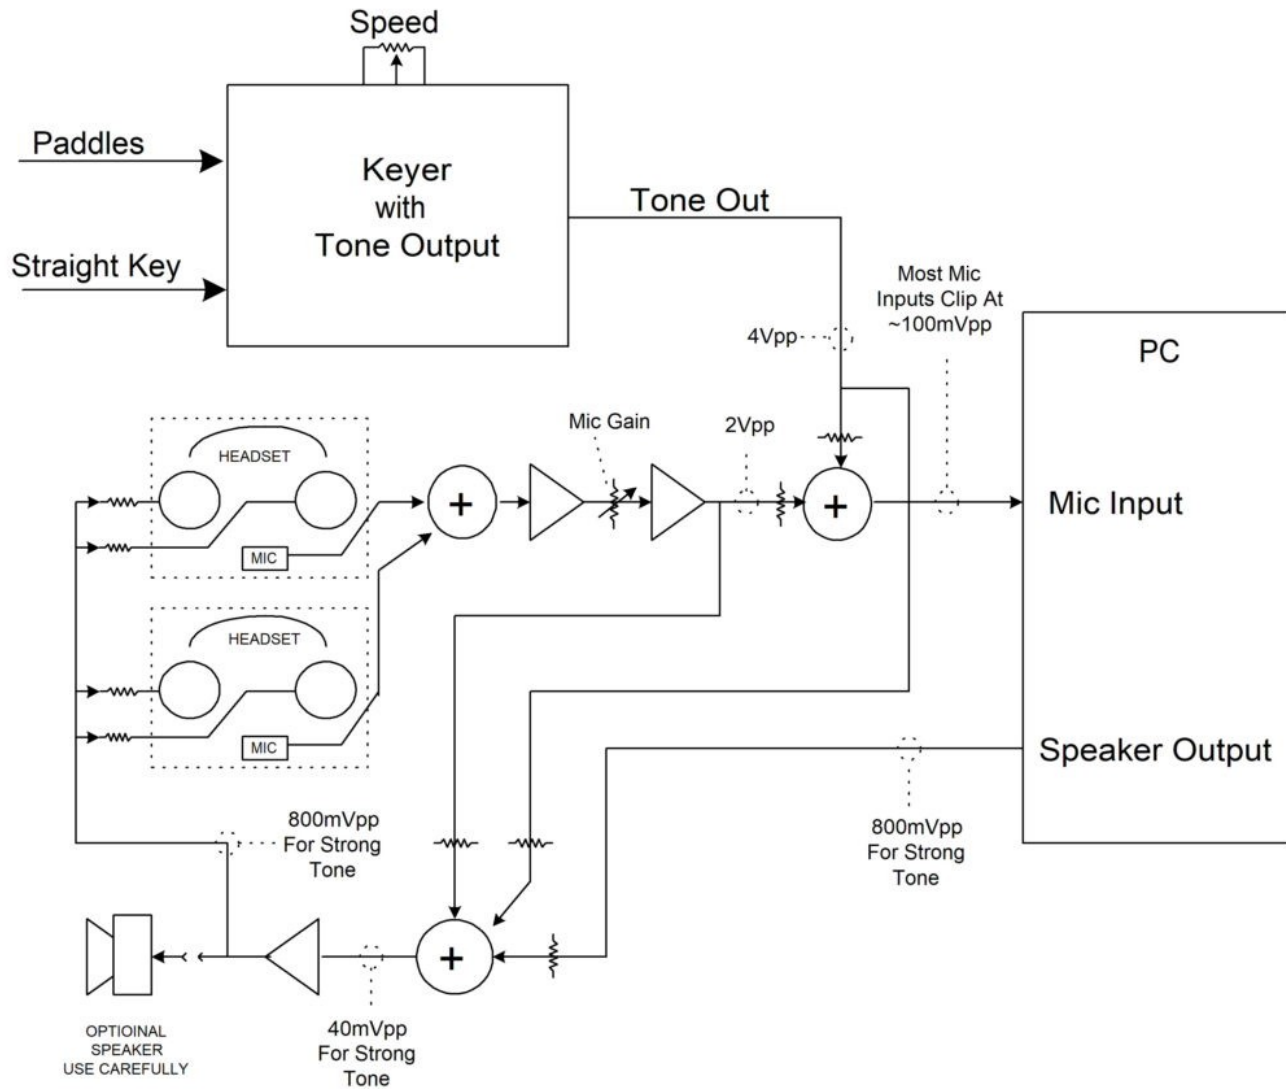 Speed
Paddles
Keyer
with
Tone Output
Tone Out
Straight Key
Most Mic
Inputs Clip At
~100mVpp
4Vpp
PC
Mic Gain
2Vpp
HEADSET
+
+
Mic Input
MIC
HEADSET
MIC
Speaker Output
800mVpp
For Strong
Tone
800mVpp
For Strong
Tone
+
OPTIOINAL
SPEAKER
USE CAREFULLY
40mVpp
For Strong
Tone